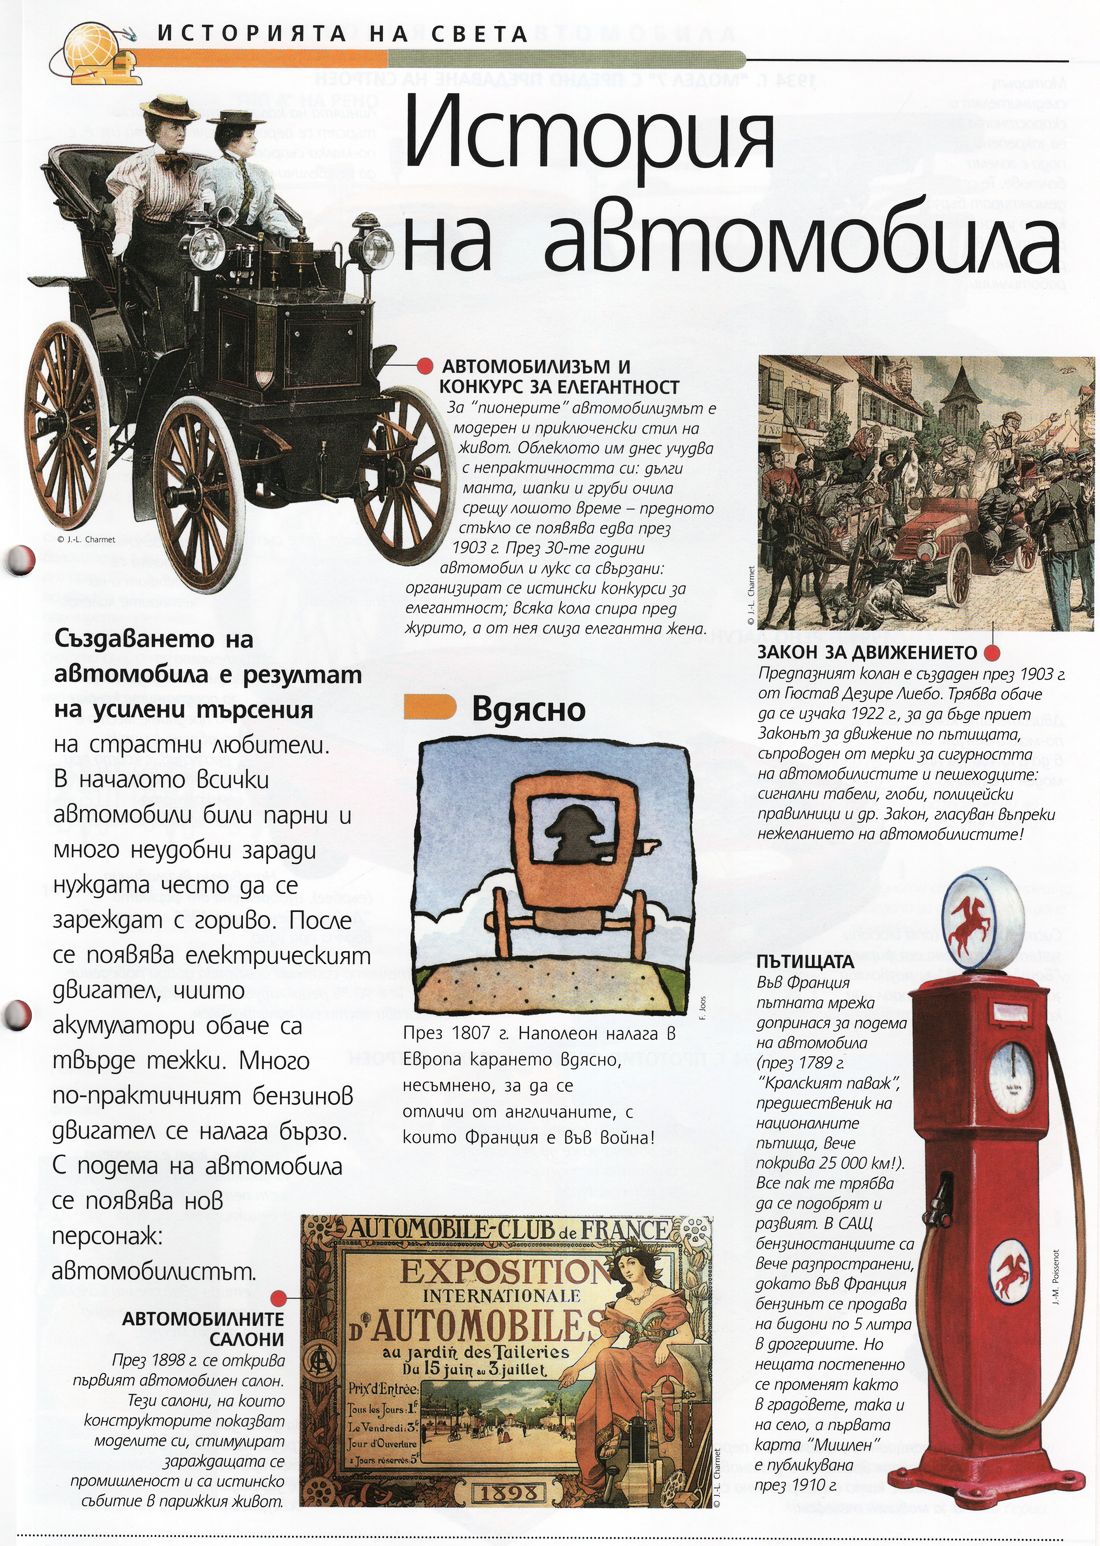 ИСТОРИЯТА НА СВЕТА
История
на автомобила
АВТОМОБИЛИЗЪМ И
КОНКУРС ЗА ЕЛЕГАНТНОСТ
За "пионерите" автомобилизмът е
модерен и приключенски стил на
живот. Облеклото им днес учудва
с непрактичността си: дълги
манта, шапки и груби очила
срещу лошото време – предното
стъкло се появява едва през
1903 г. През 30-те години
автомобил и лукс са свързани:
организират се истински конкурси за
елегантност; всяка кола спира пред
журито, а от нея слиза елегантна жена.
© J.-L. Charmet
© J.-L. Charmet
ЗАКОН ЗА ДВИЖЕНИЕТО
Предпазният колан е създаден през 1903 г.
от Гюстав Дезире Лиебо. Трябва обаче
да се изчака 1922 г., за да бъде приет
Законът за движение по пътищата,
съпроводен от мерки за сигурността
на автомобилистите и пешеходците:
сигнални табели, глоби, полицейски
правилници и др. Закон, гласуван въпреки
нежеланието на автомобилистите!
Създаването на
автомобила е резултат
на усилени търсения
на страстни любители.
В началото всички
автомобили били парни и
много неудобни заради
нуждата често да се
зареждат с гориво. После
се появява електрическият
двигател, чиито
акумулатори обаче са
твърде тежки. Много
по-практичният бензинов
двигател се налага бързо.
С подема на автомобила
се появява нов
персонаж:
автомобилистът.
Вдясно
F. Joos
През 1807 г. Наполеон налага в
Европа карането вдясно,
несъмнено, за да се
отличи от англичаните, с
които Франция е във война!
ПЪТИЩАТА
Във Франция
пътната мрежа
допринася за подема
на автомобила
(през 1789 г.
"Кралският паваж",
предшественик на
националните
пътища, вече
покрива 25 000 км!).
Все пак те трябва
да се подобрят и
развият. В САЩ
бензиностанциите са
вече разпространени,
докато във Франция
бензинът се продава
на бидони по 5 литра
в дрогериите. Но
нещата постепенно
се променят както
в градовете, така и
на село, а първата
карта "Мишлен"
е публикувана
през 1910 г.
J.-M. Poissenot
АВТОМОБИЛНИТЕ
САЛОНИ
През 1898 г. се открива
първият автомобилен салон.
Тези салони, на които
конструкторите показват
моделите си, стимулират
зараждащата се
промишленост и са истинско
събитие в парижкия живот.
AUTOMOBILE-CLUB de FRANCE
EXPOSITION
INTERNATIONALE
D'AUTOMOBILES
au jardin des Tuileries
Du 15 juin au 3 juillet
Prix d'Entrée:
Tous les Jours: 1F
Le Vendredi: 3F
Jour d'Ouverture
2 Jours réservés 5F
1898
© J.-L. Charmet